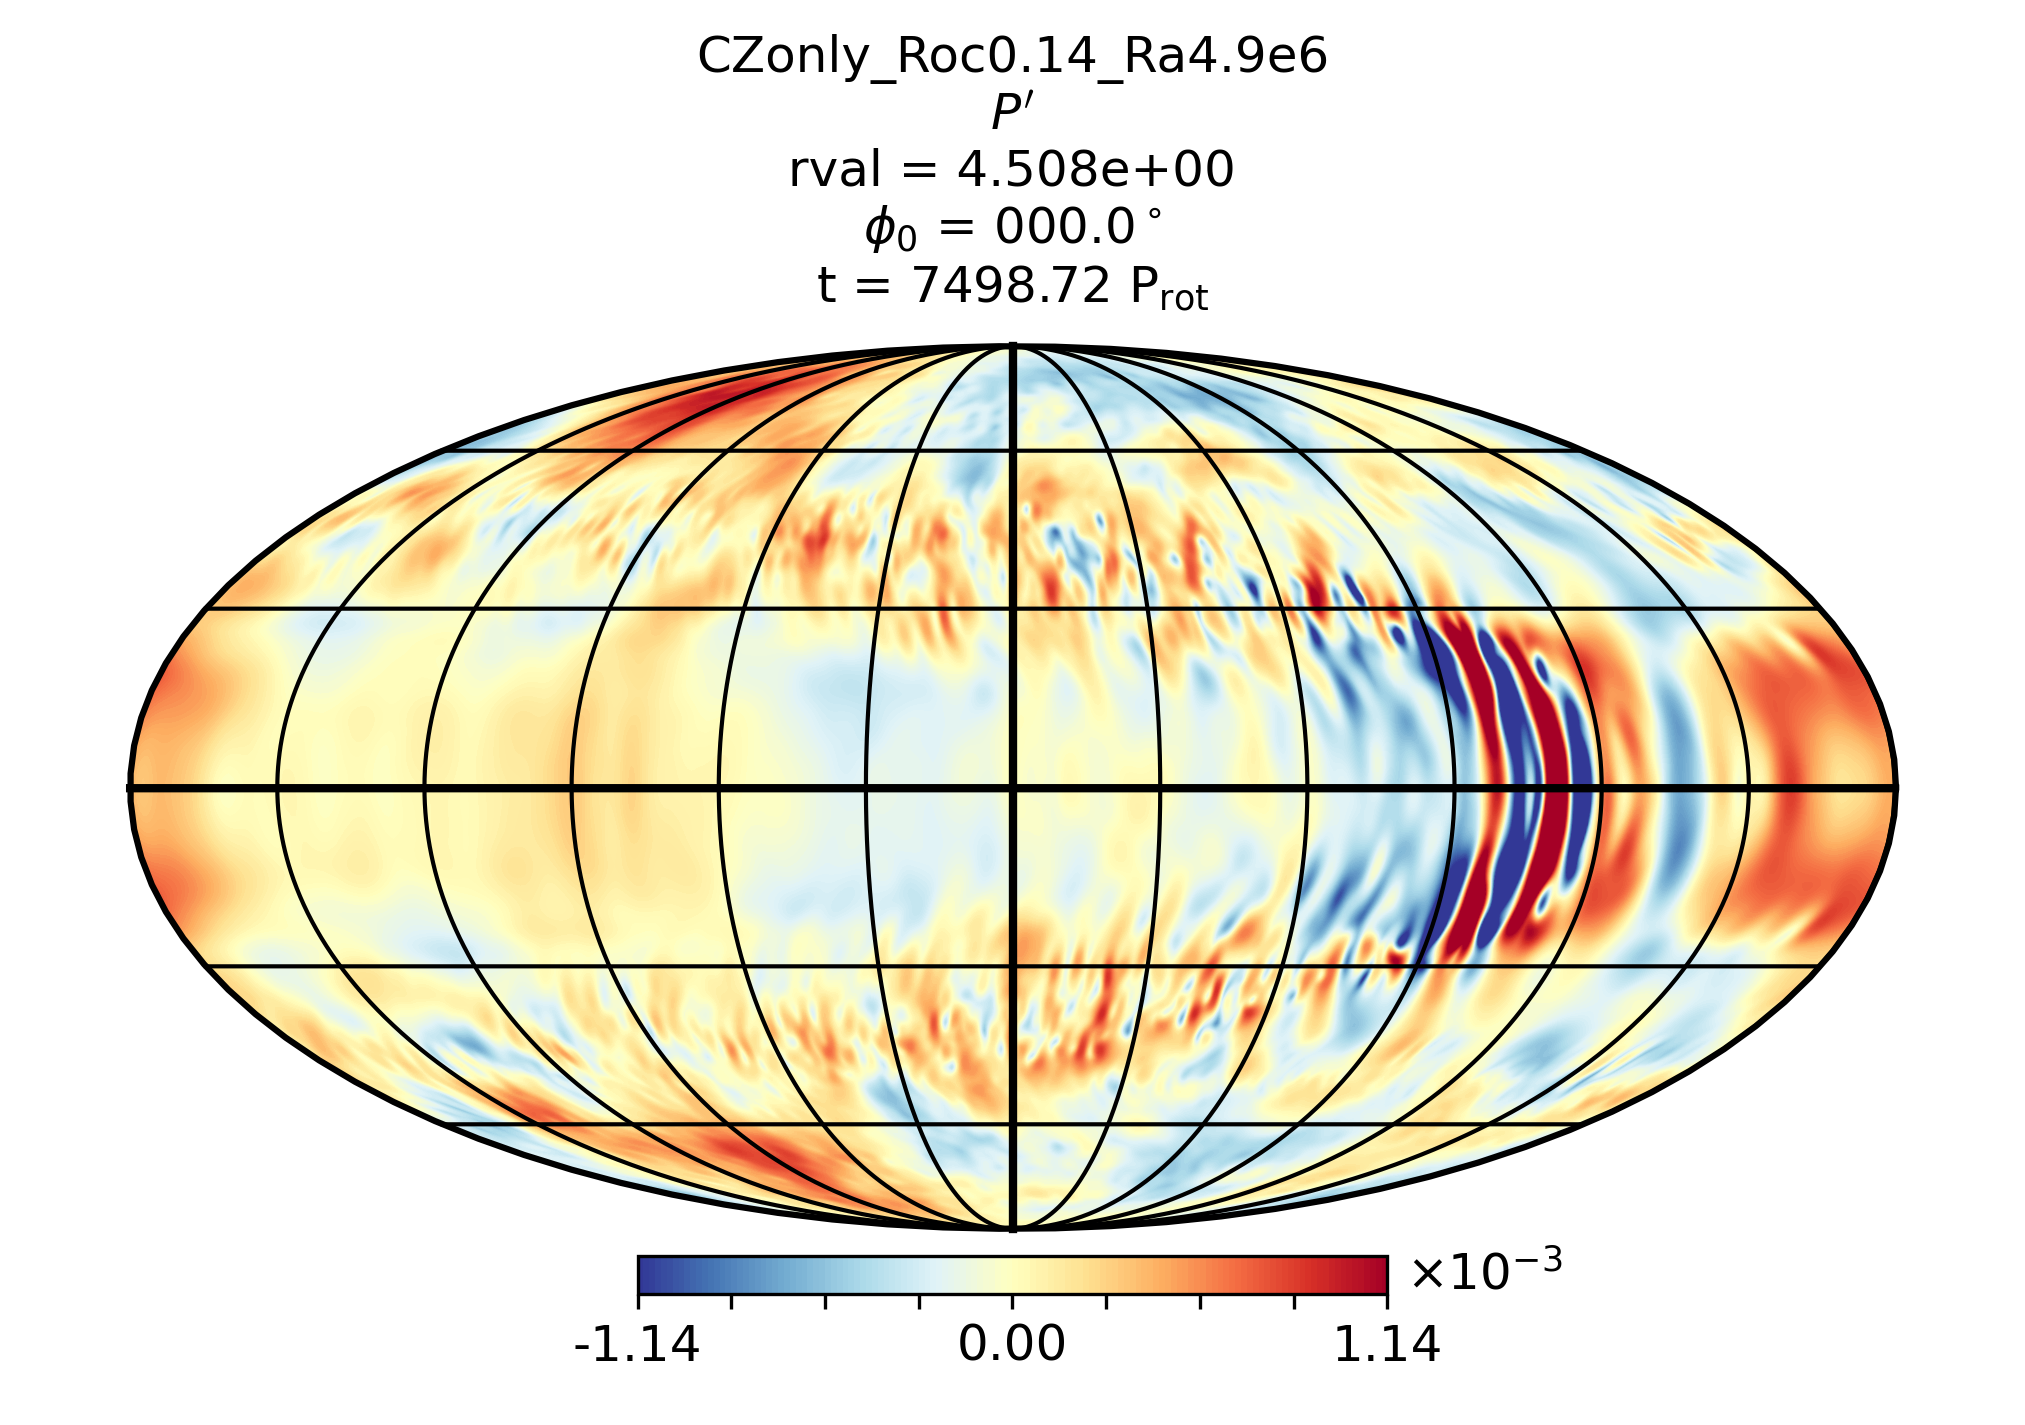 CZonly_Roc0.14_Ra4.9e6
P′
rval = 4.508e+00
ϕ₀ = 000.0°
t = 7498.72 Pᵣₒₜ
×10⁻³
-1.14 0.00 1.14